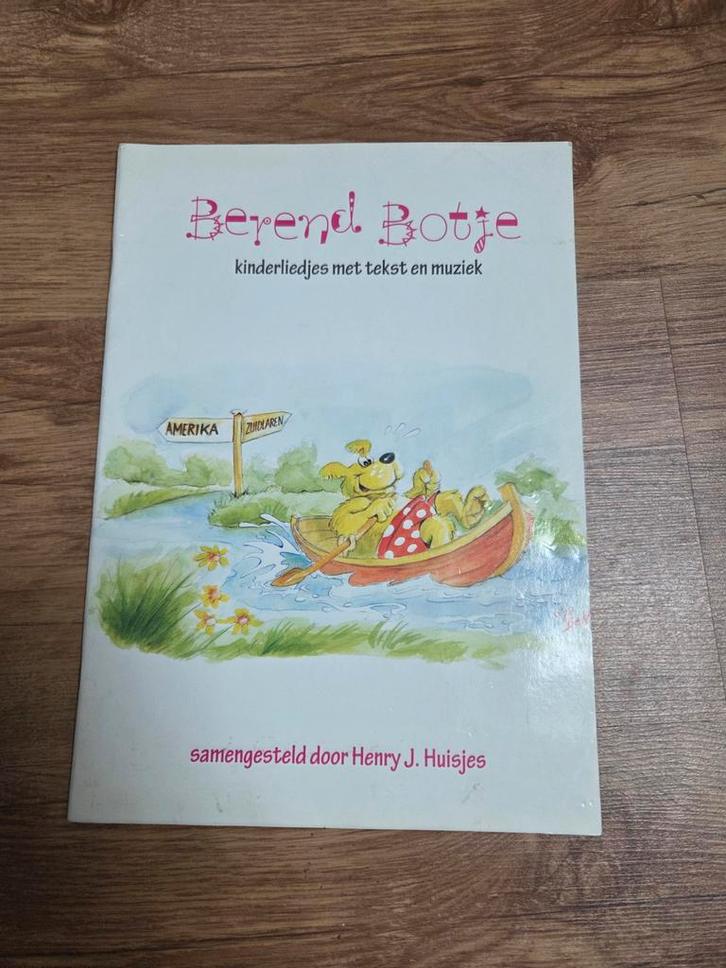 Berend Botje
kinderliedjes met tekst en muziek
AMERIKA
ZUIDLAREN
samengesteld door Henry J. Huisjes